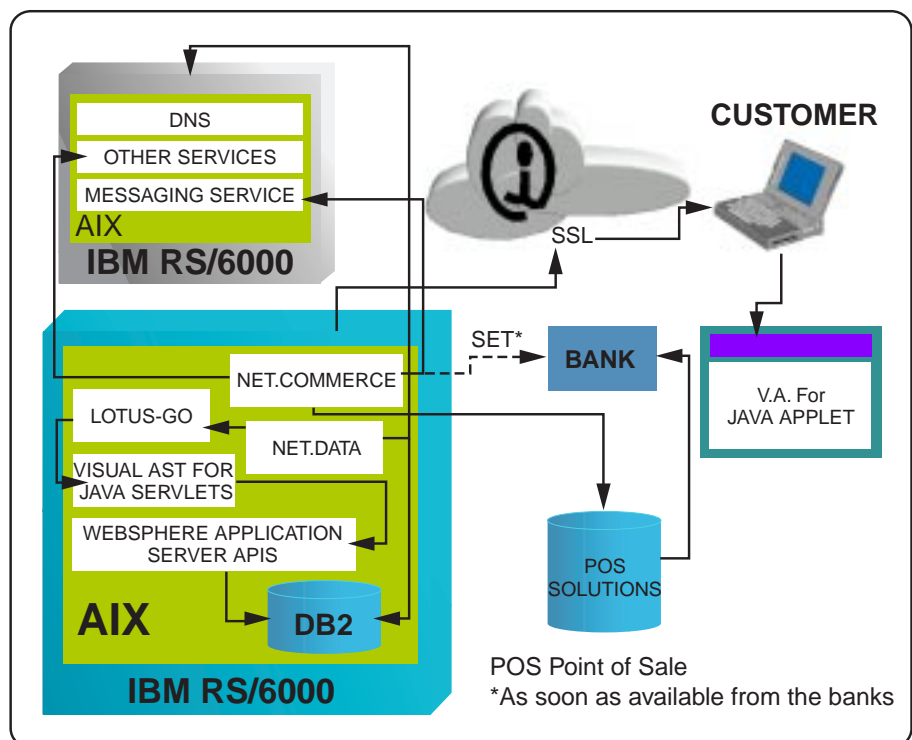 DNS
OTHER SERVICES
MESSAGING SERVICE
AIX
IBM RS/6000
CUSTOMER
SSL
SET*
BANK
V.A. For
JAVA APPLET
NET.COMMERCE
LOTUS-GO
NET.DATA
VISUAL AST FOR
JAVA SERVLETS
WEBSPHERE APPLICATION
SERVER APIS
DB2
AIX
IBM RS/6000
POS
SOLUTIONS
POS Point of Sale
*As soon as available from the banks